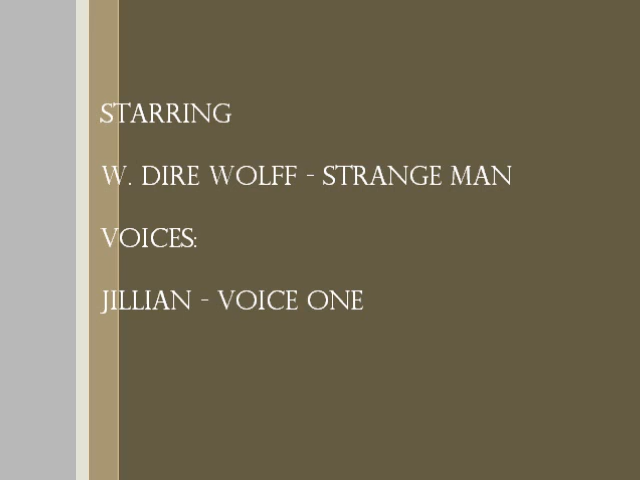 STARRING
W. DIRE WOLFF - STRANGE MAN
VOICES:
JILLIAN - VOICE ONE